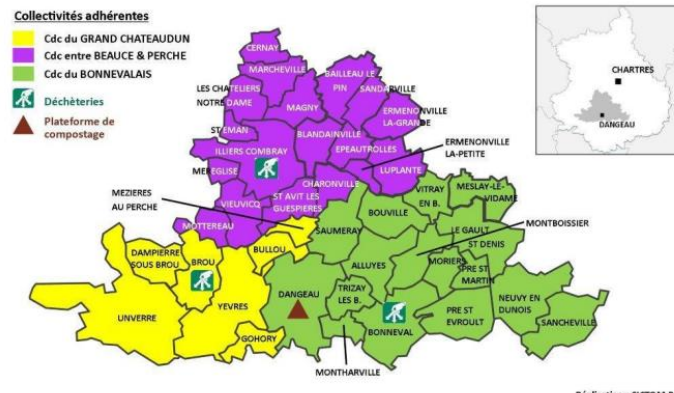 Collectivités adhérentes
Cdc du GRAND CHATEAUDUN
Cdc entre BEAUCE & PERCHE
Cdc du BONNEVALAIS
Déchèteries
Plateforme de
compostage
CERNAY
MARCHEVILLE
BAILLEAU LE
PIN
SANDARVILLE
LES CHATELIERS
NOTRE DAME
MAGNY
ERMENONVILLE
LA-GRANDE
ST EMAN
BLANDAINVILLE
ILLIERS COMBRAY
EPEAUTROLLES
ERMENONVILLE
LA-PETITE
MEREGLISE
CHARONVILLE
LUPLANTE
MEZIERES
AU PERCHE
VIEUVICQ
ST AVIT LES
GUESPIERES
VITRAY
EN B.
MESLAY-LE-
VIDAME
MOTTEREAU
BOUVILLE
MONTBOISSIER
SAUMERAY
LE GAULT
ST DENIS
DAMPIERRE
SOUS BROU
BROU
BULLOU
ALLUYES
MORIERS
PRE ST
MARTIN
DANGEAU
TRIZAY
LES B.
NEUVY EN
DUNOIS
UNVERRE
YEVRES
SANCHEVILLE
BONNEVAL
PRE ST
EVROULT
GOHORY
MONTHARVILLE
CHARTRES
DANGEAU